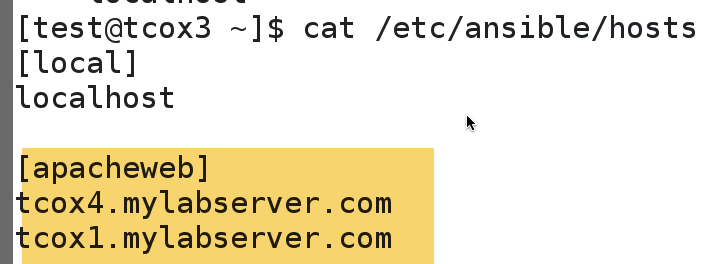 [test@tcox3 ~]$ cat /etc/ansible/hosts
[local]
localhost
[apacheweb]
tcox4.mylabserver.com
tcox1.mylabserver.com